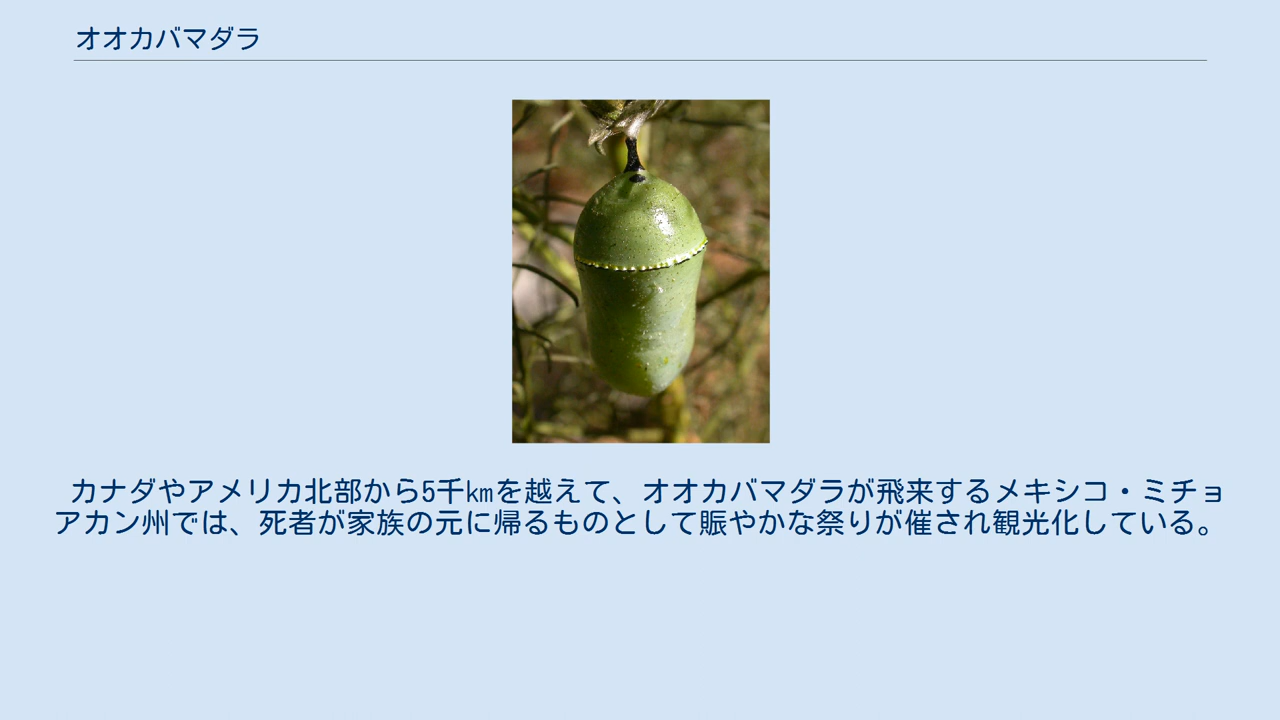 オオカバマダラ
カナダやアメリカ北部から5千kmを越えて、オオカバマダラが飛来するメキシコ・ミチョ
アカン州では、死者が家族の元に帰るものとして賑やかな祭りが催され観光化している。